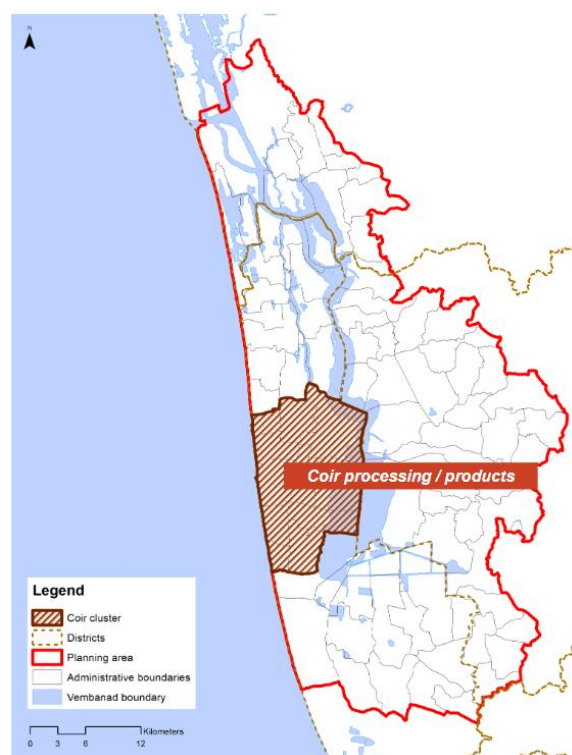 N
Coir processing / products
Legend
Coir cluster
Districts
Planning area
Administrative boundaries
Vembanad boundary
Kilometers
0 3 6 12